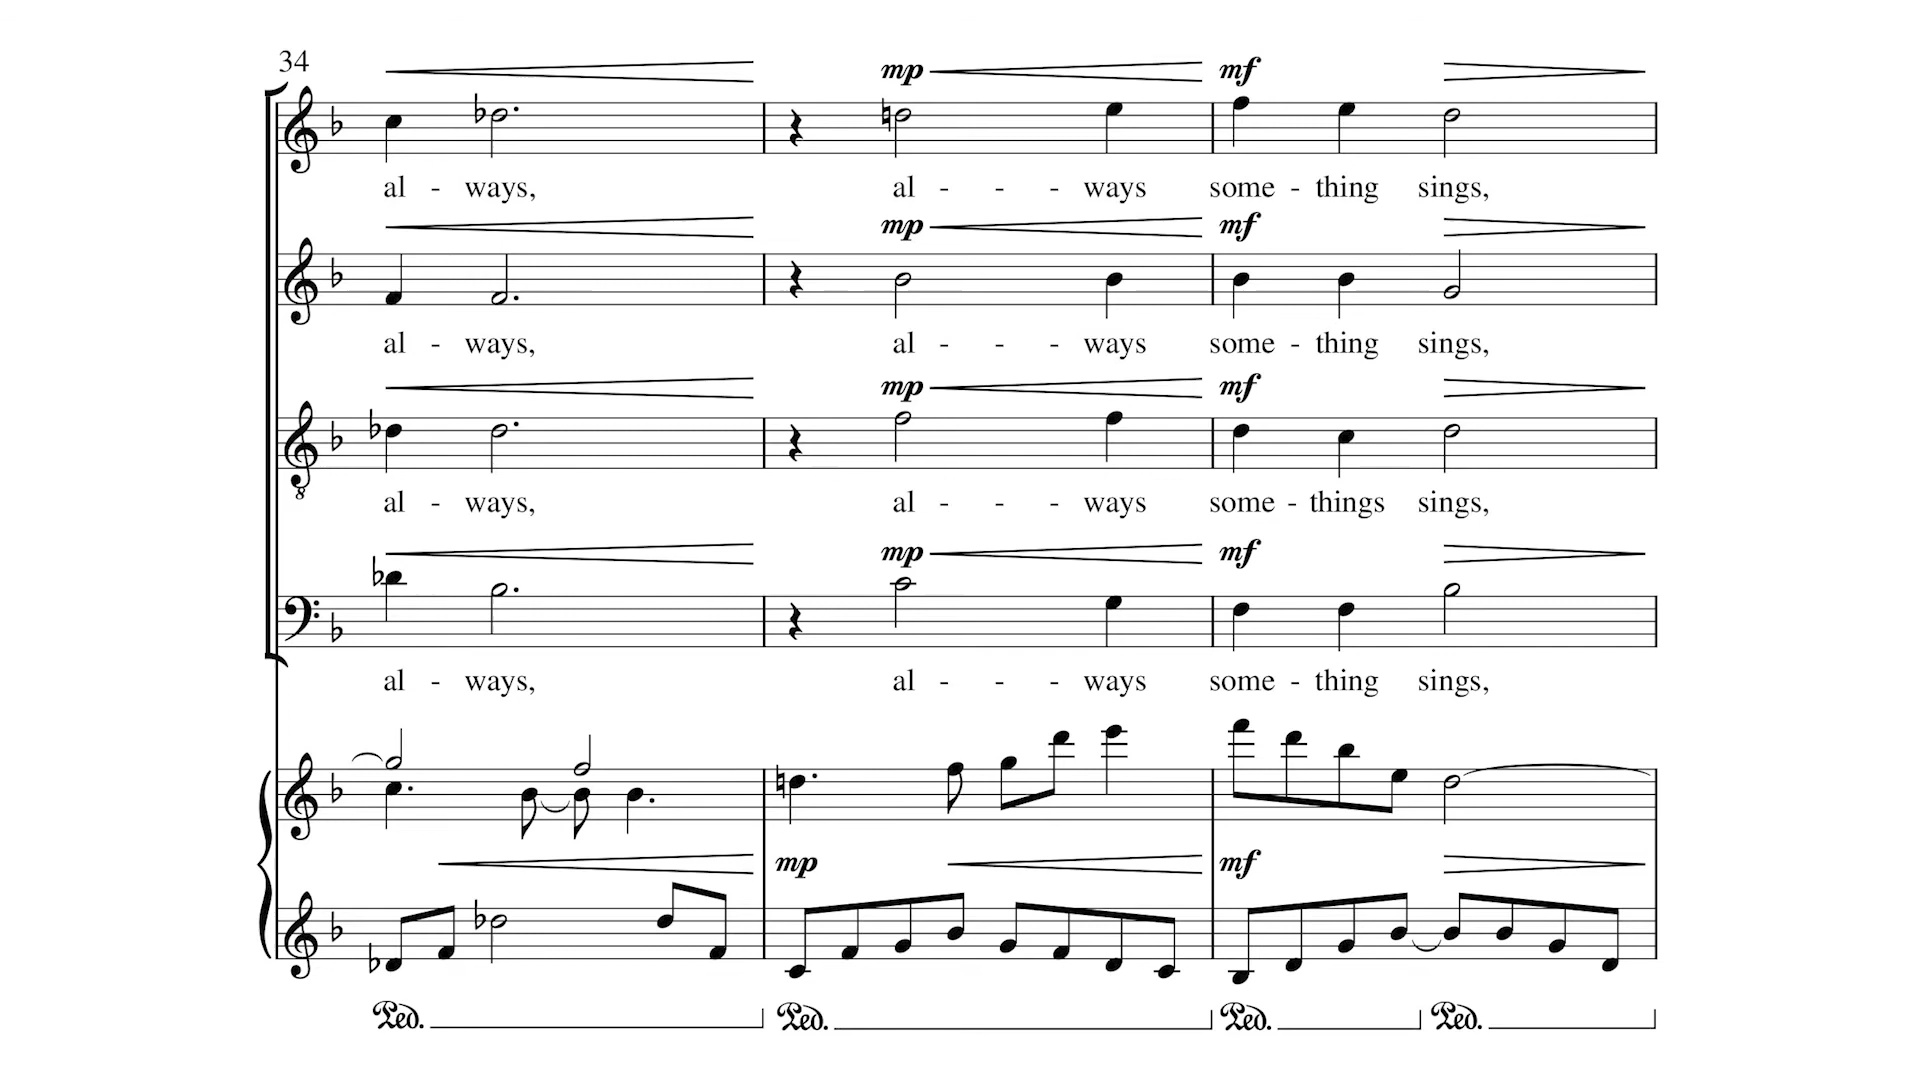 34
mp mf
al - ways, al - - - ways some - thing sings,
mp mf
al - ways, al - - - ways some - thing sings,
mp mf
8
al - ways, al - - - ways some - things sings,
mp mf
al - ways, al - - - ways some - thing sings,
mp mf
Ped. Ped. Ped. Ped.